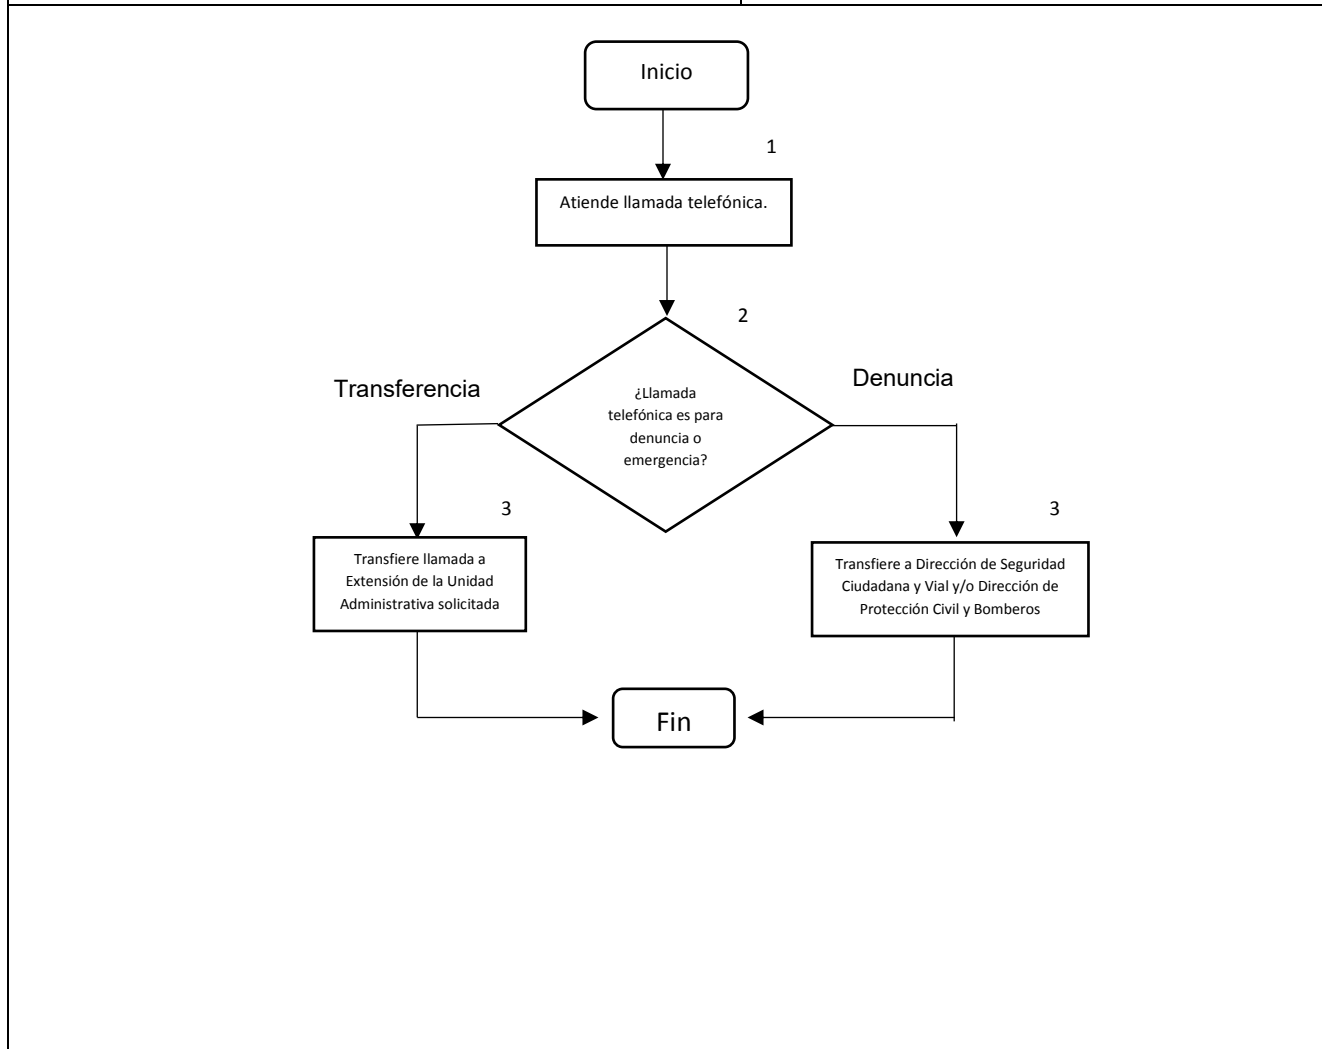 Inicio
1
Atiende llamada telefónica.
2
Transferencia
Denuncia
¿Llamada
telefónica es para
denuncia o
emergencia?
3
3
Transfiere llamada a
Extensión de la Unidad
Administrativa solicitada
Transfiere a Dirección de Seguridad
Ciudadana y Vial y/o Dirección de
Protección Civil y Bomberos
Fin